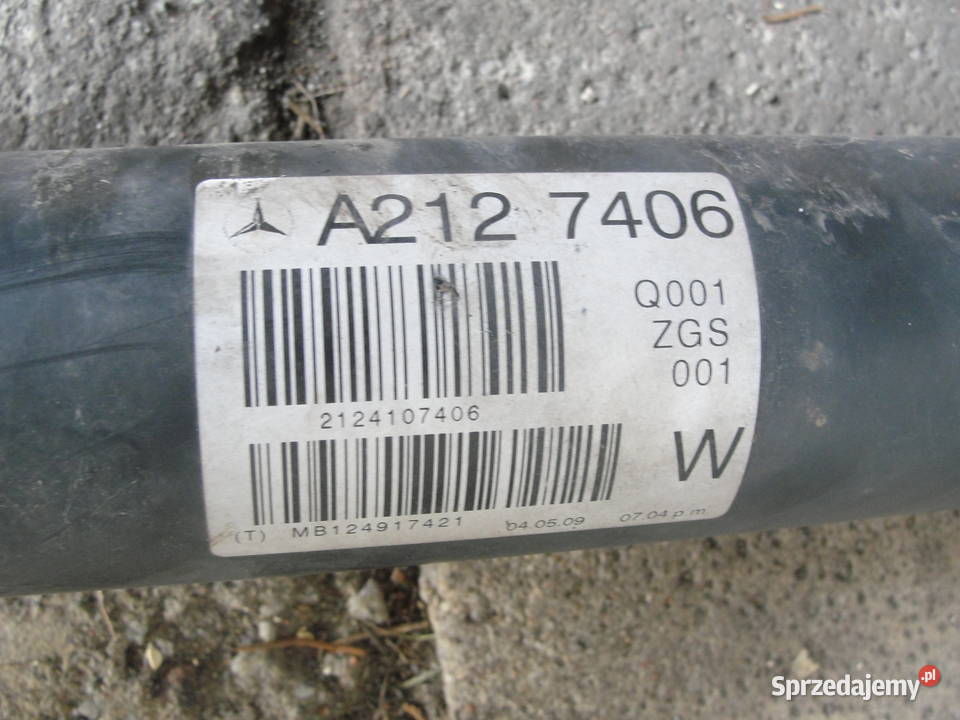 A212 7406
Q001
ZGS
001
2124107406
W
(T) MB124917421 04.05.09 07.04 p.m
Sprzedajemy.pl